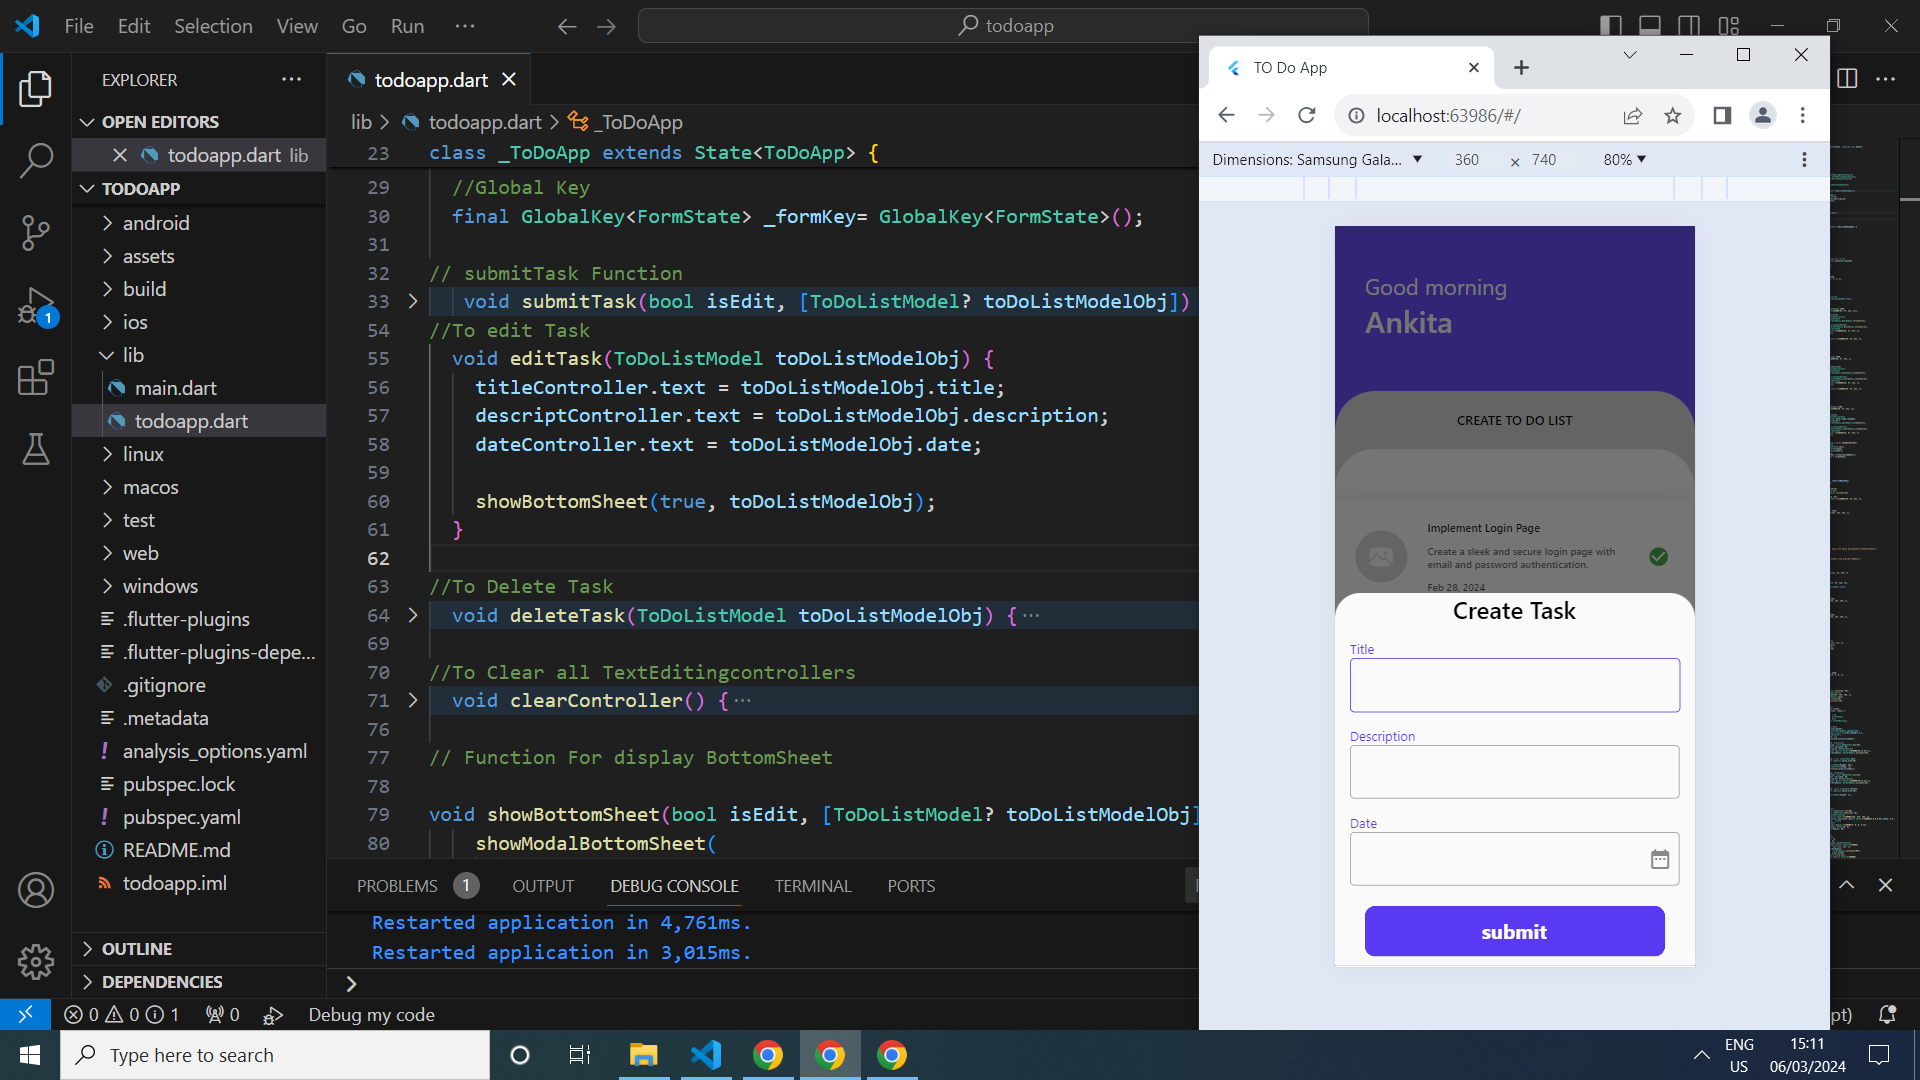 File Edit Selection View Go Run ···
todoapp
EXPLORER
OPEN EDITORS
todoapp.dart lib
TODOAPP
android
assets
build
ios
lib
main.dart
todoapp.dart
linux
macos
test
web
windows
.flutter-plugins
.flutter-plugins-depe...
.gitignore
.metadata
analysis_options.yaml
pubspec.lock
pubspec.yaml
README.md
todoapp.iml
OUTLINE
DEPENDENCIES
todoapp.dart
lib > todoapp.dart > _ToDoApp
23 class _ToDoApp extends State<ToDoApp> {
29 //Global Key
30 final GlobalKey<FormState> _formKey= GlobalKey<FormState>();
31
32 // submitTask Function
33 void submitTask(bool isEdit, [ToDoListModel? toDoListModelObj])
54 //To edit Task
55 void editTask(ToDoListModel toDoListModelObj) {
56 titleController.text = toDoListModelObj.title;
57 descriptController.text = toDoListModelObj.description;
58 dateController.text = toDoListModelObj.date;
59
60 showBottomSheet(true, toDoListModelObj);
61 }
62
63 //To Delete Task
64 void deleteTask(ToDoListModel toDoListModelObj) {···
69
70 //To Clear all TextEditingcontrollers
71 void clearController() {···
76
77 // Function For display BottomSheet
78
79 void showBottomSheet(bool isEdit, [ToDoListModel? toDoListModelObj]
80 showModalBottomSheet(
PROBLEMS 1 OUTPUT DEBUG CONSOLE TERMINAL PORTS
Restarted application in 4,761ms.
Restarted application in 3,015ms.
>
0 0 1 0 Debug my code
pt)
TO Do App
localhost:63986/#/
Dimensions: Samsung Gala... 360 × 740 80%
Good morning
Ankita
CREATE TO DO LIST
Implement Login Page
Create a sleek and secure login page with
email and password authentication.
Feb 28, 2024
Create Task
Title
Description
Date
submit
Type here to search
1
ENG
US
15:11
06/03/2024